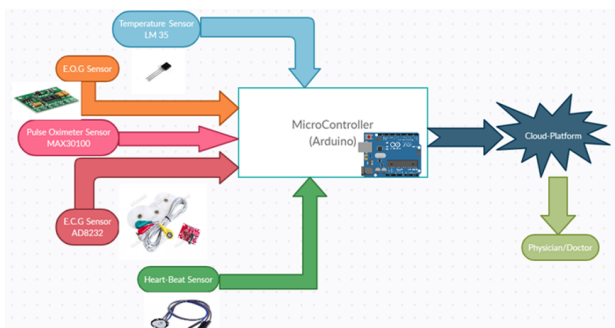 Temperature Sensor
LM 35
E.O.G Sensor
Pulse Oximeter Sensor
MAX30100
MicroController
(Arduino)
Cloud-Platform
E.C.G Sensor
AD8232
Physician/Doctor
Heart-Beat Sensor